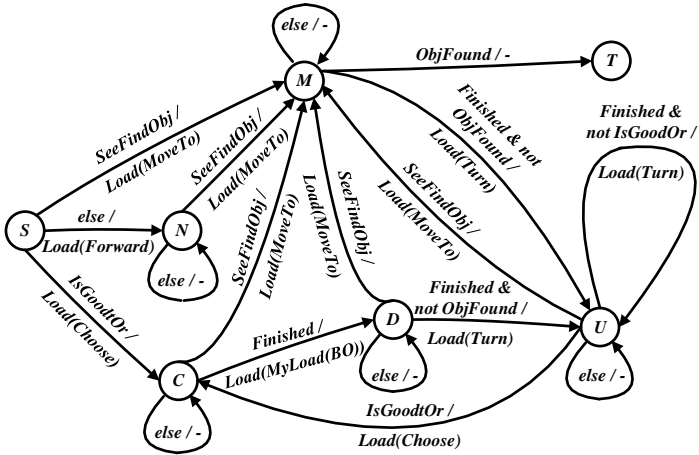 else / -
M
ObjFound / -
T
SeeFindObj /
Load(MoveTo)
SeeFindObj /
Load(MoveTo)
Finished & not
ObjFound /
Load(Turn)
Finished &
not IsGoodOr /
Load(Turn)
SeeFindObj /
Load(MoveTo)
SeeFindObj /
Load(MoveTo)
SeeFindObj /
Load(MoveTo)
S
else /
Load(Forward)
N
else / -
IsGoodtOr /
Load(Choose)
Finished /
Load(MyLoad(BO))
D
Finished &
not ObjFound /
Load(Turn)
U
C
else / -
else / -
else / -
IsGoodtOr /
Load(Choose)